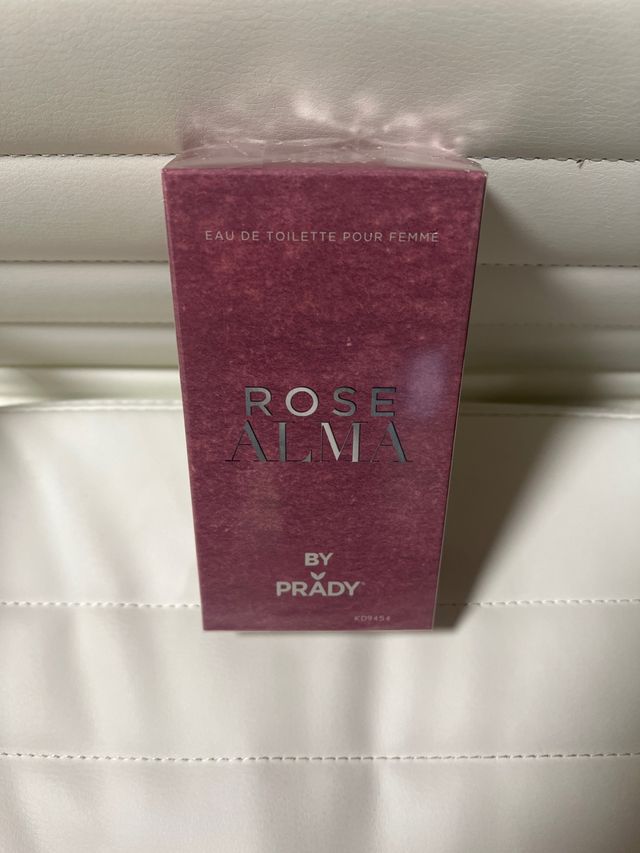 EAU DE TOILETTE POUR FEMME
ROSE
ALMA
BY
PRADY
KD9454